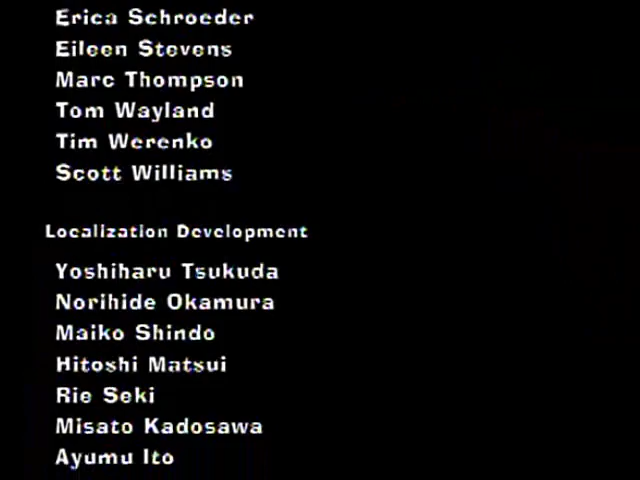 Erica Schroeder
Eileen Stevens
Marc Thompson
Tom Wayland
Tim Werenko
Scott Williams
Localization Development
Yoshiharu Tsukuda
Norihide Okamura
Maiko Shindo
Hitoshi Matsui
Rie Seki
Misato Kadosawa
Ayumu Ito